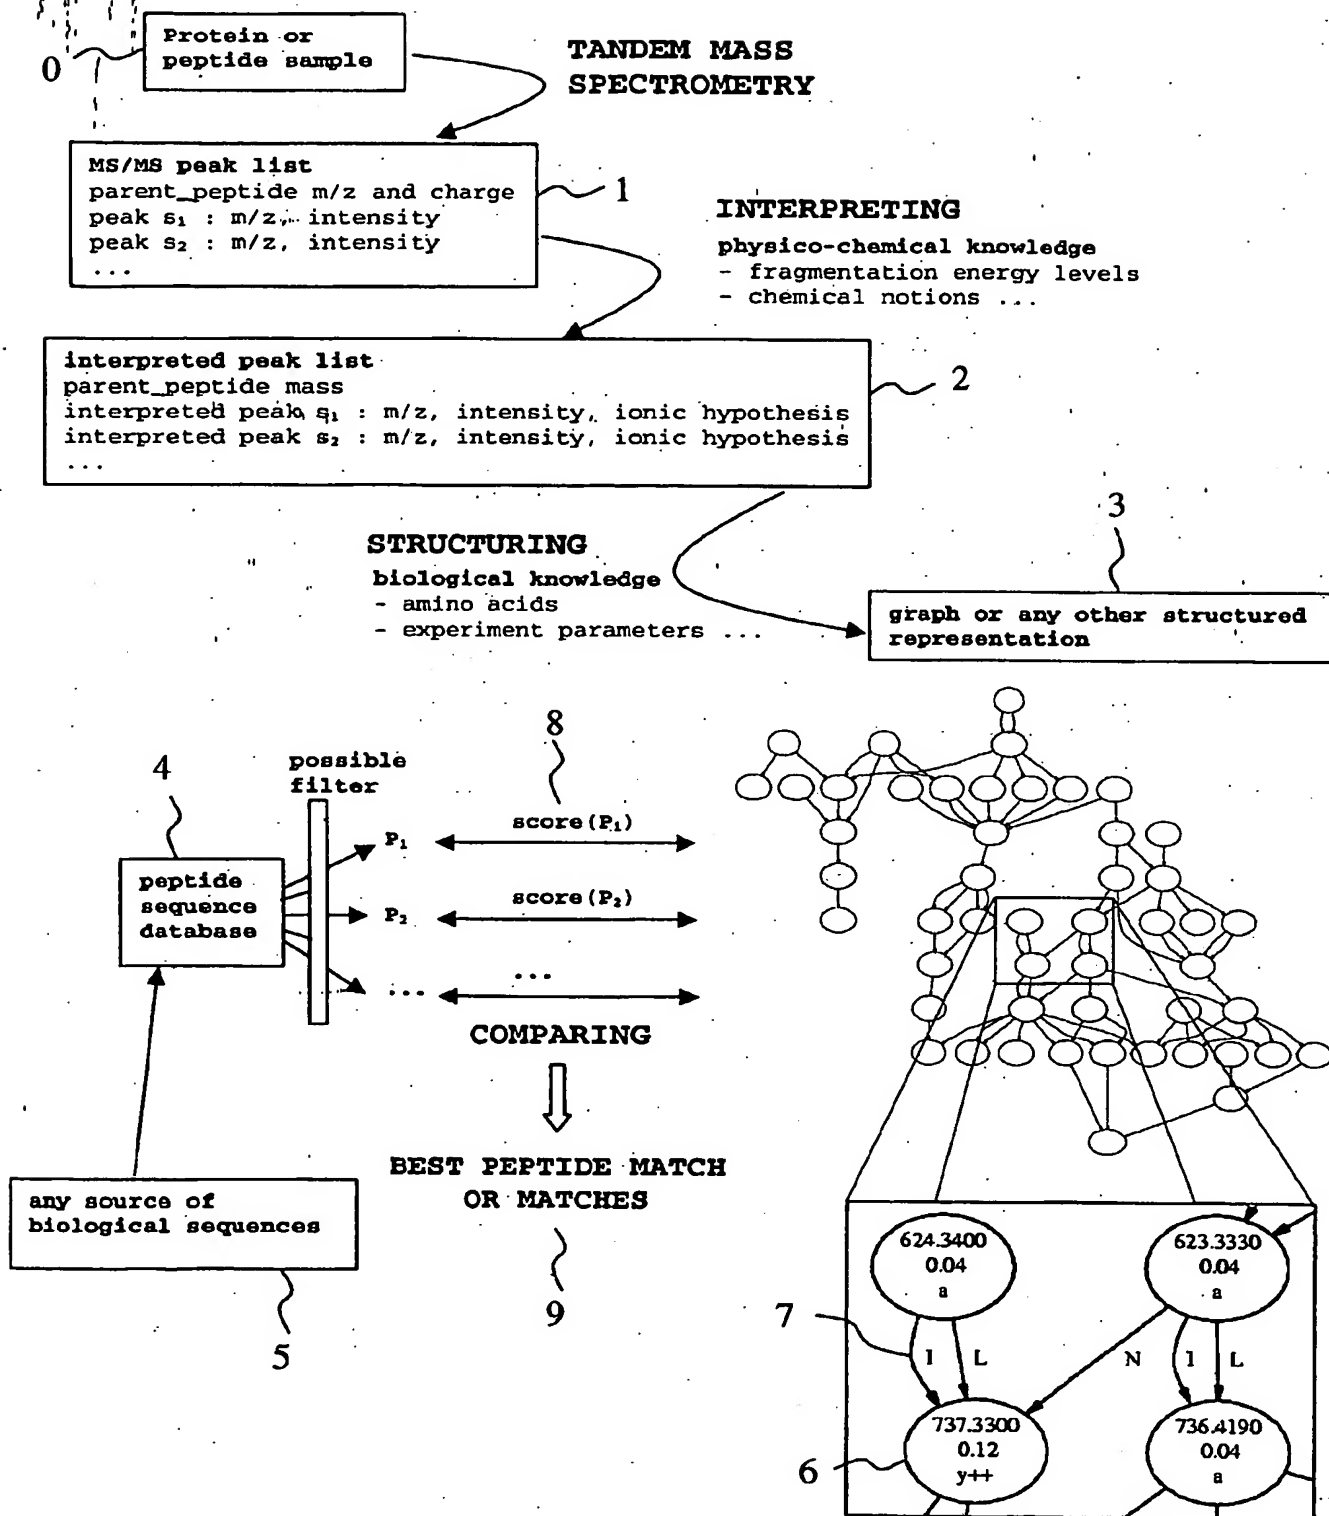 Protein or
peptide sample
0
TANDEM MASS
SPECTROMETRY
MS/MS peak list
parent_peptide m/z and charge
peak s₁ : m/z, intensity
peak s₂ : m/z, intensity
...
1
INTERPRETING
physico-chemical knowledge
- fragmentation energy levels
- chemical notions ...
interpreted peak list
parent_peptide mass
interpreted peak s₁ : m/z, intensity, ionic hypothesis
interpreted peak s₂ : m/z, intensity, ionic hypothesis
...
2
STRUCTURING
biological knowledge
- amino acids
- experiment parameters ...
3
graph or any other structured
representation
4
possible
filter
8
peptide
sequence
database
P₁
score(P₁)
P₂
score(P₂)
...
...
COMPARING
BEST PEPTIDE MATCH
OR MATCHES
9
any source of
biological sequences
5
624.3400
0.04
a
623.3330
0.04
a
7
I
L
N
I
L
737.3300
0.12
y++
736.4190
0.04
a
6